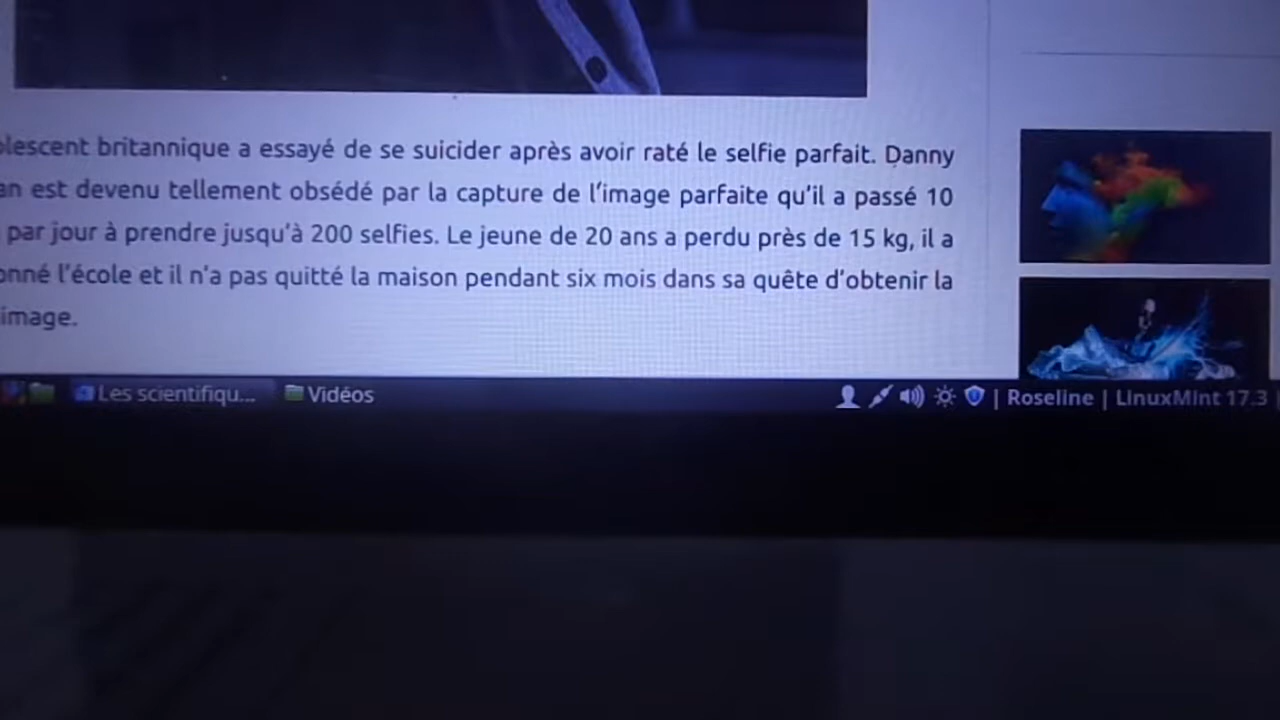 britannique a essayé de se suicider après avoir raté le selfie parfait. Danny
est devenu tellement obsédé par la capture de l'image parfaite qu'il a passé 10
par jour à prendre jusqu'à 200 selfies. Le jeune de 20 ans a perdu près de 15 kg, il a
l'école et il n'a pas quitté la maison pendant six mois dans sa quête d'obtenir la
image.
Les scientifiqu... Vidéos | Roseline | LinuxMint 17.3